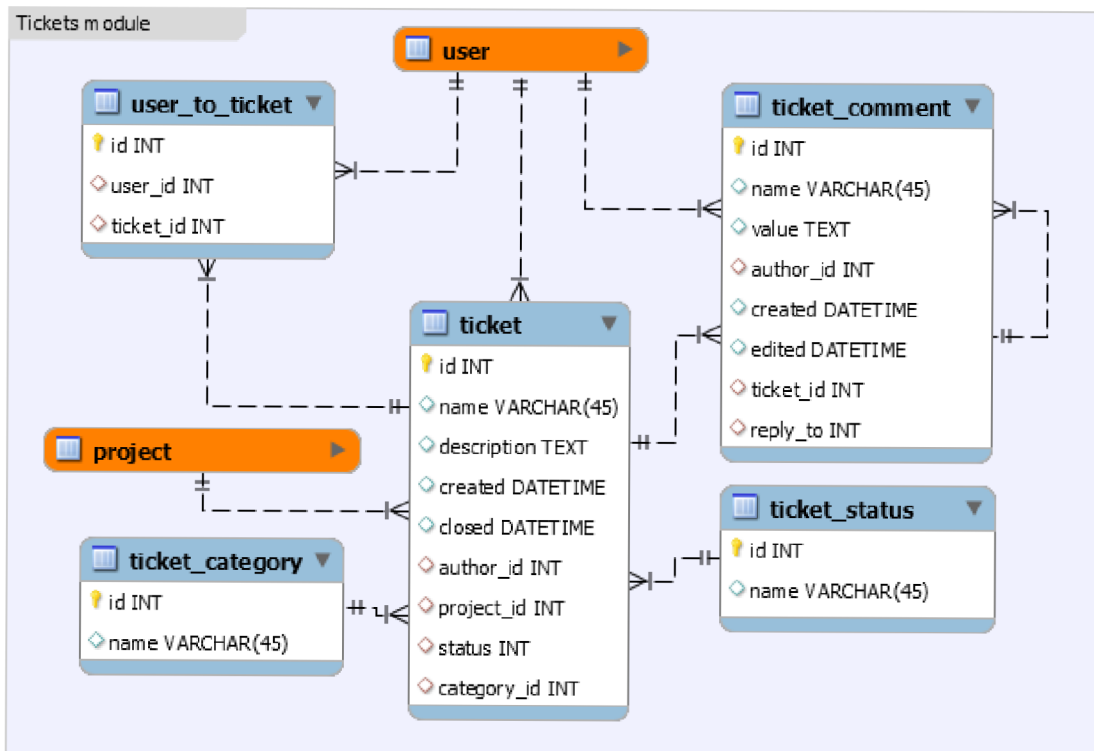 Tickets module
user
user_to_ticket
id INT
user_id INT
ticket_id INT
ticket_comment
id INT
name VARCHAR(45)
value TEXT
author_id INT
created DATETIME
edited DATETIME
ticket_id INT
reply_to INT
ticket
id INT
name VARCHAR(45)
description TEXT
created DATETIME
closed DATETIME
author_id INT
project_id INT
status INT
category_id INT
project
ticket_category
id INT
name VARCHAR(45)
ticket_status
id INT
name VARCHAR(45)